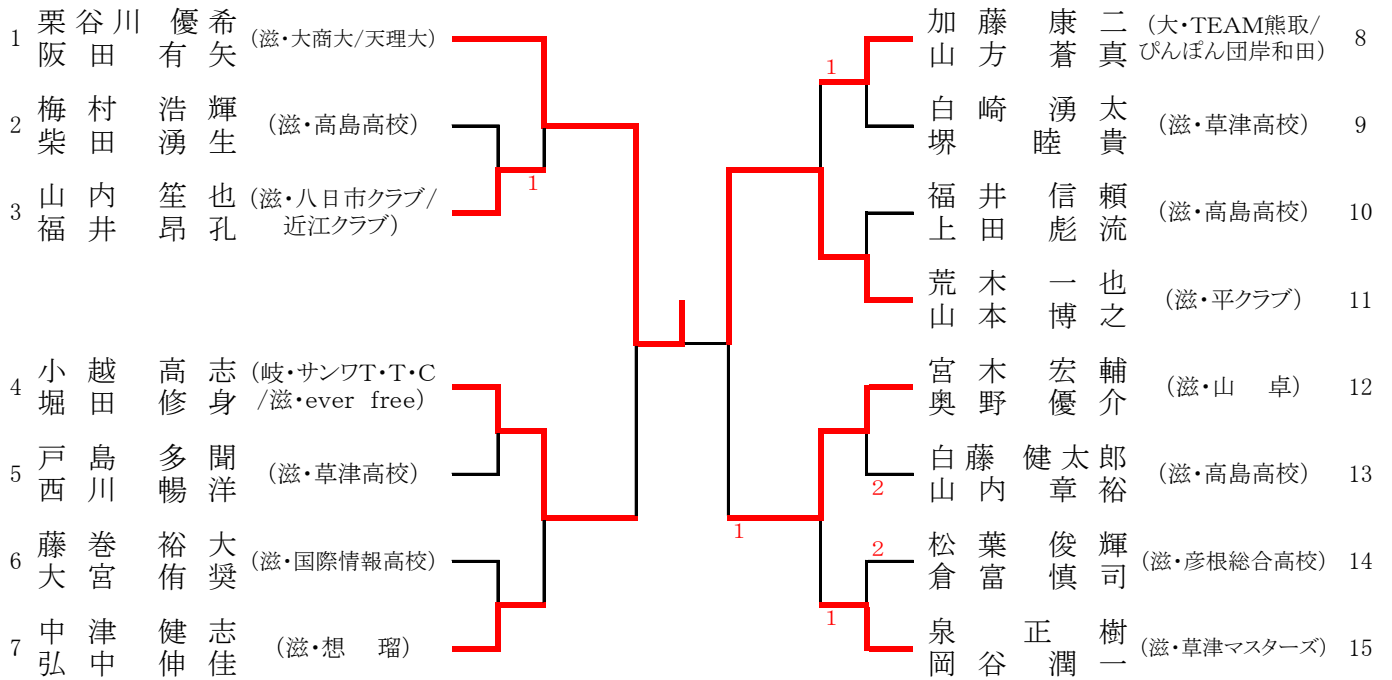 1 栗谷川 優希 (滋・大商大/天理大)
阪田 有矢
2 梅村 浩輝 (滋・高島高校)
柴田 湧生
1
3 山内 笙也 (滋・八日市クラブ/
福井 昂孔 近江クラブ)
4 小越 高志 (岐・サンワT・T・C
堀田 修身 /滋・ever free)
5 戸島 多聞 (滋・草津高校)
西川 暢洋
6 藤巻 裕大 (滋・国際情報高校)
大宮 侑奨
7 中津 健志 (滋・想 瑠)
弘中 伸佳
加藤 康二 (大・TEAM熊取/ 8
山方 蒼真 ぴんぽん団岸和田)
1
白崎 湧太 (滋・草津高校) 9
堺 睦貴
福井 信頼 (滋・高島高校) 10
上田 彪流
荒木 一也 (滋・平クラブ) 11
山本 博之
宮木 宏輔 (滋・山 卓) 12
奥野 優介
白藤 健太郎 (滋・高島高校) 13
山内 章裕
2
1
2
松葉 俊輝 (滋・彦根総合高校) 14
倉富 慎司
1
泉 正樹 (滋・草津マスターズ) 15
岡谷 潤一